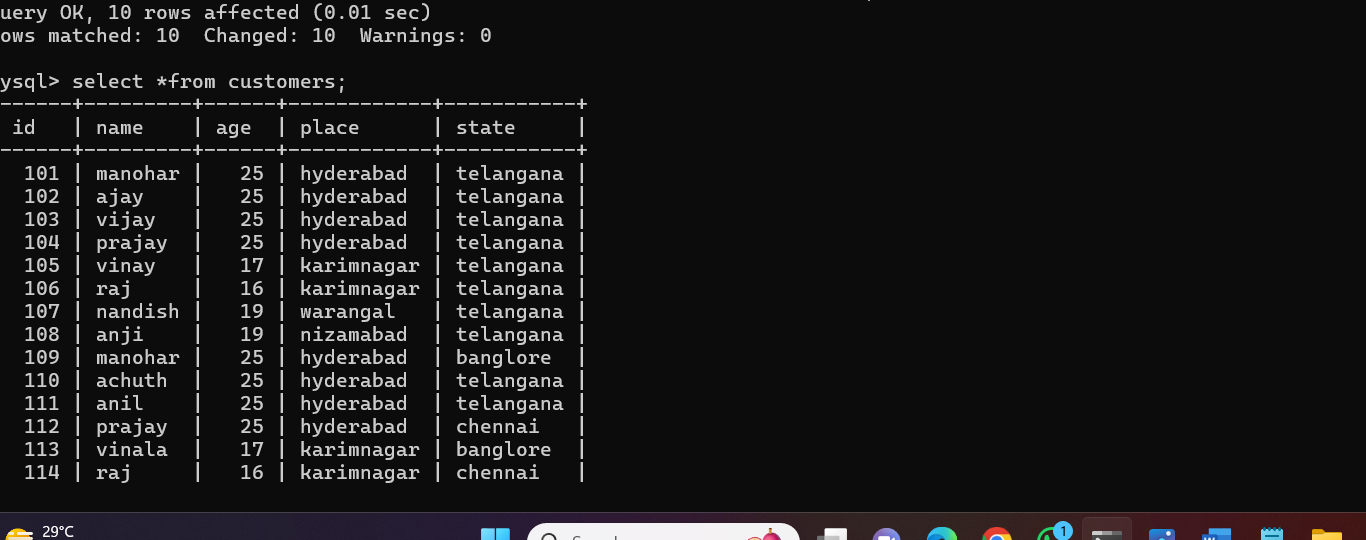 uery OK, 10 rows affected (0.01 sec)
ows matched: 10  Changed: 10  Warnings: 0
ysql> select *from customers;
------+---------+------+------------+-----------+
 id   | name    | age  | place      | state     |
------+---------+------+------------+-----------+
  101 | manohar |   25 | hyderabad  | telangana |
  102 | ajay    |   25 | hyderabad  | telangana |
  103 | vijay   |   25 | hyderabad  | telangana |
  104 | prajay  |   25 | hyderabad  | telangana |
  105 | vinay   |   17 | karimnagar | telangana |
  106 | raj     |   16 | karimnagar | telangana |
  107 | nandish |   19 | warangal   | telangana |
  108 | anji    |   19 | nizamabad  | telangana |
  109 | manohar |   25 | hyderabad  | banglore  |
  110 | achuth  |   25 | hyderabad  | telangana |
  111 | anil    |   25 | hyderabad  | telangana |
  112 | prajay  |   25 | hyderabad  | chennai   |
  113 | vinala  |   17 | karimnagar | banglore  |
  114 | raj     |   16 | karimnagar | chennai   |
29°C
1